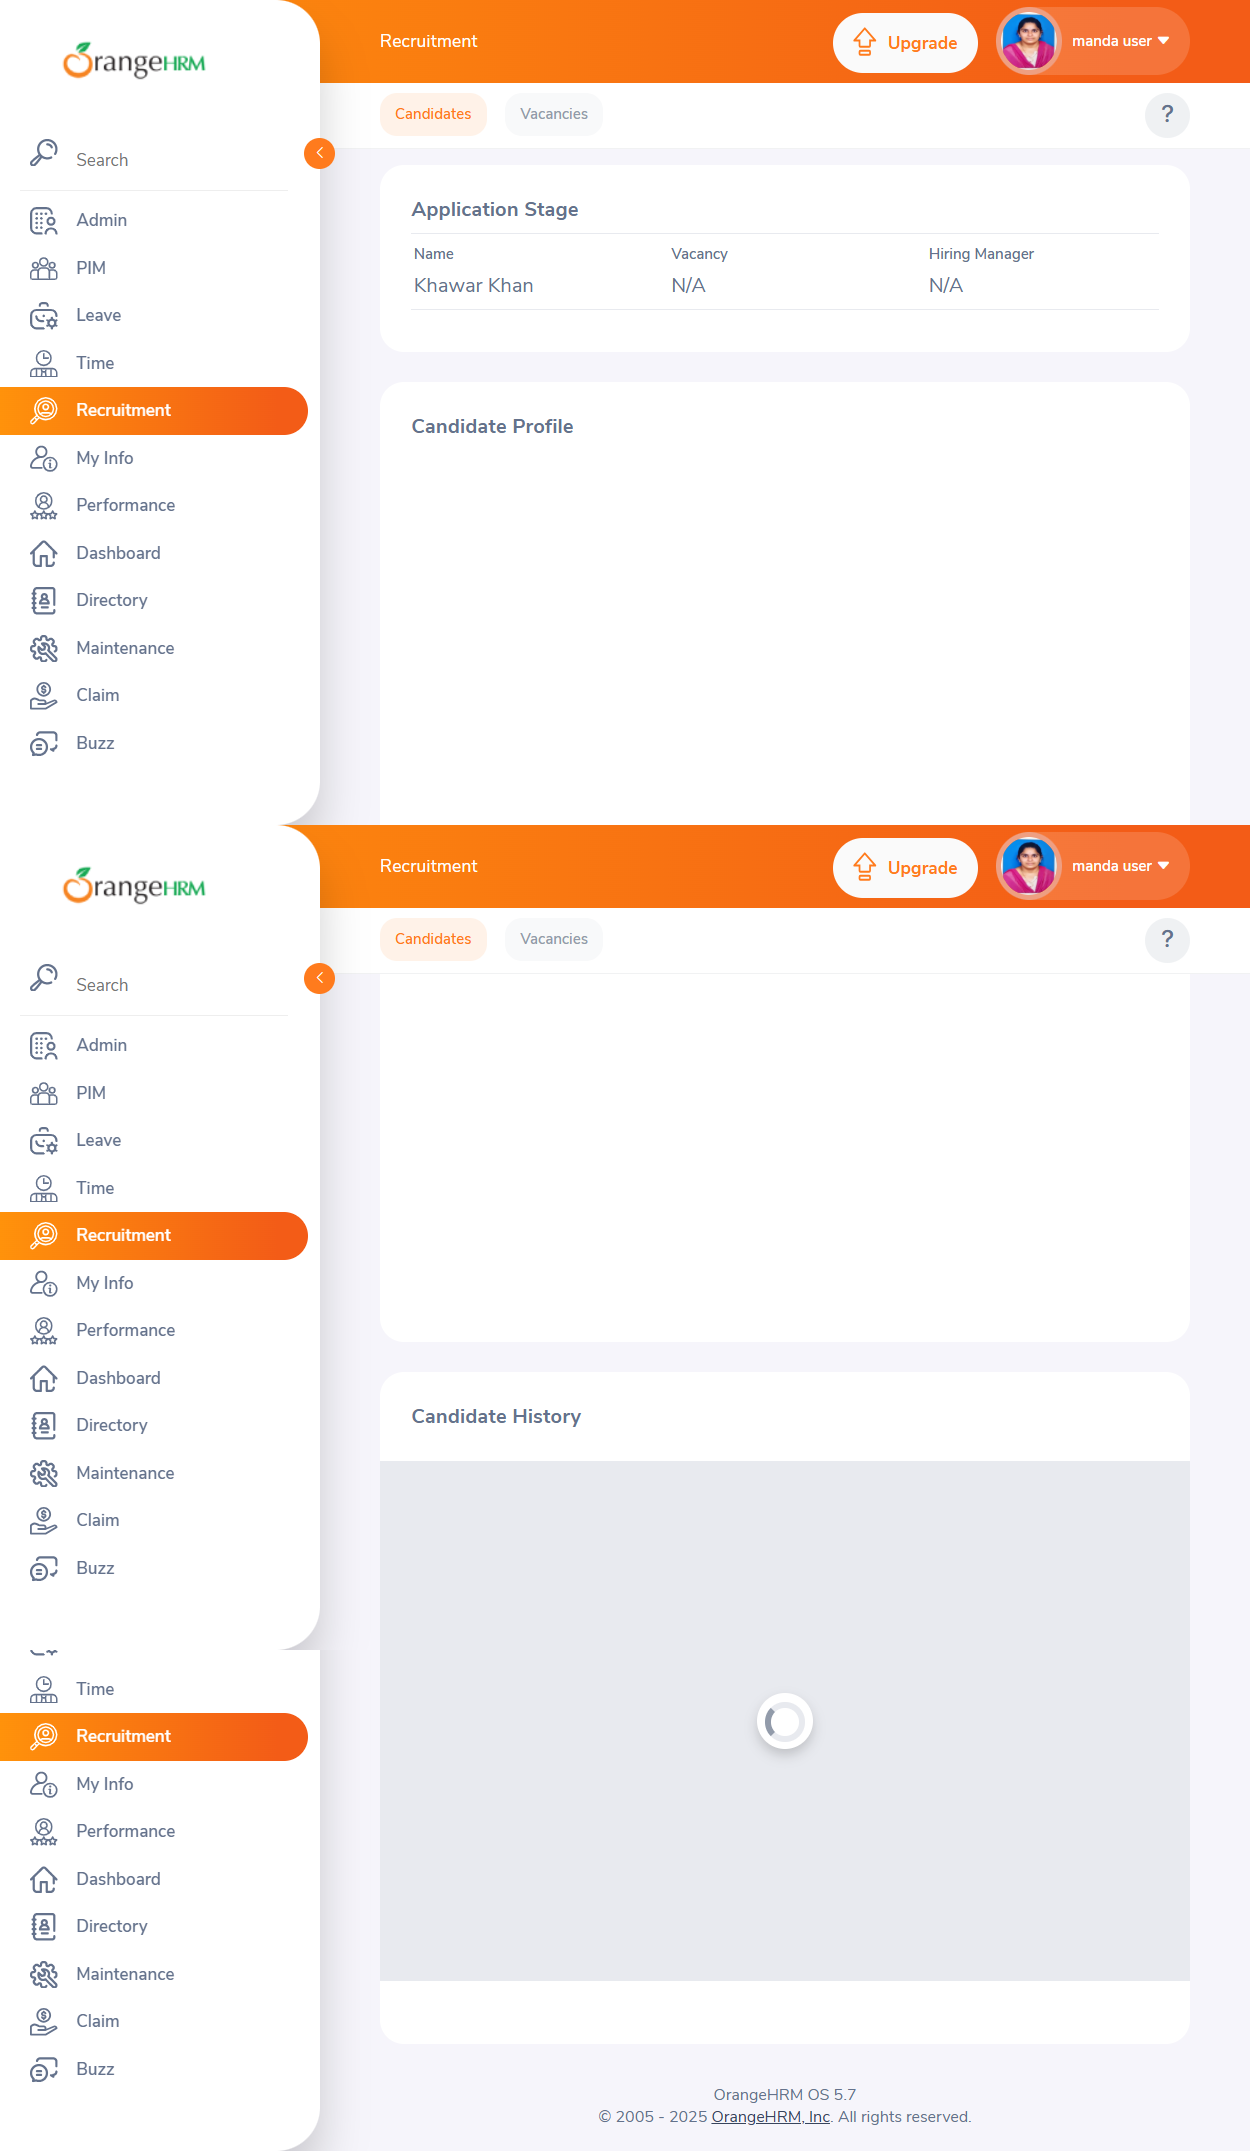 OrangeHRM
Recruitment
Upgrade
manda user
Candidates
Vacancies
?
Search
Admin
PIM
Leave
Time
Recruitment
My Info
Performance
Dashboard
Directory
Maintenance
Claim
Buzz
Application Stage
Name
Vacancy
Hiring Manager
Khawar Khan
N/A
N/A
Candidate Profile
OrangeHRM
Recruitment
Upgrade
manda user
Candidates
Vacancies
?
Search
Admin
PIM
Leave
Time
Recruitment
My Info
Performance
Dashboard
Directory
Maintenance
Claim
Buzz
Candidate History
Time
Recruitment
My Info
Performance
Dashboard
Directory
Maintenance
Claim
Buzz
OrangeHRM OS 5.7
© 2005 - 2025 OrangeHRM, Inc. All rights reserved.